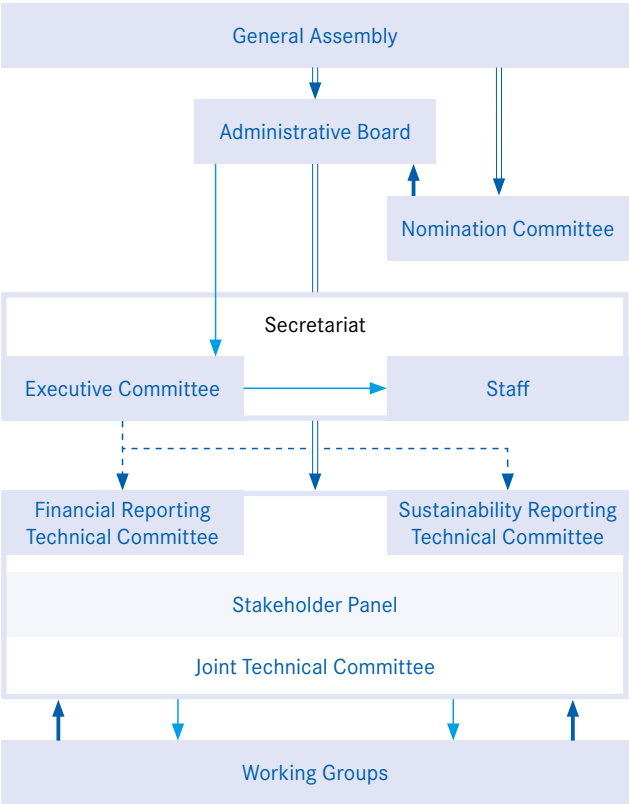 General Assembly
Administrative Board
Nomination Committee
Secretariat
Executive Committee
Staff
Financial Reporting
Technical Committee
Sustainability Reporting
Technical Committee
Stakeholder Panel
Joint Technical Committee
Working Groups